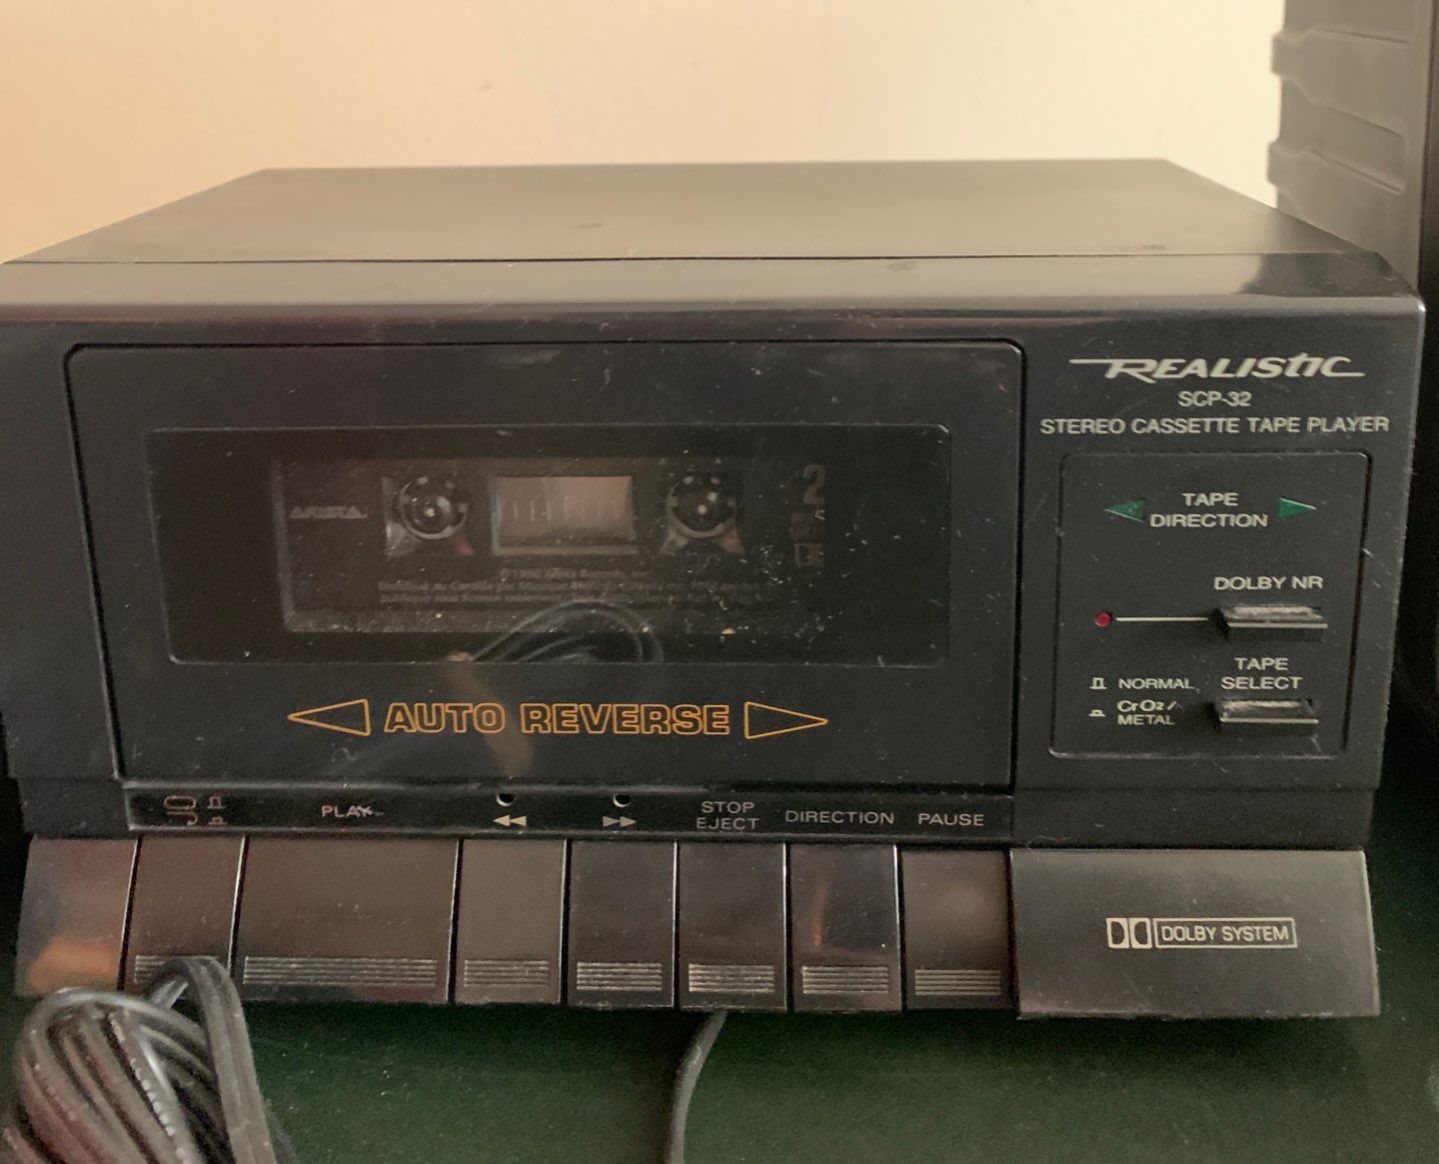 REALISTIC
SCP-32
STEREO CASSETTE TAPE PLAYER
TAPE
DIRECTION
DOLBY NR
TAPE
SELECT
NORMAL
CrO2/
METAL
ARISTA
2
AUTO REVERSE
PLAY
STOP
EJECT
DIRECTION
PAUSE
DOLBY SYSTEM